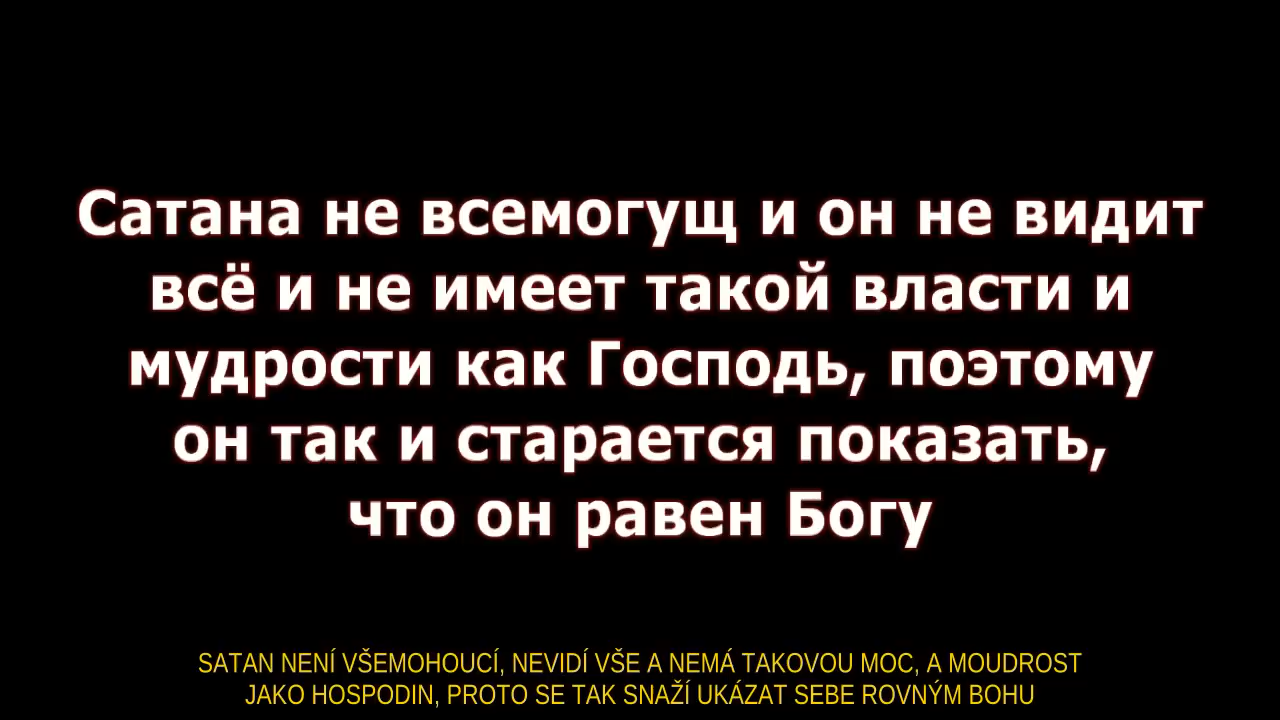 Сатана не всемогущ и он не видит
всё и не имеет такой власти и
мудрости как Господь, поэтому
он так и старается показать,
что он равен Богу
SATAN NENÍ VŠEMOHOUCÍ, NEVIDÍ VŠE A NEMÁ TAKOVOU MOC, A MOUDROST
JAKO HOSPODIN, PROTO SE TAK SNAŽÍ UKÁZAT SEBE ROVNÝM BOHU